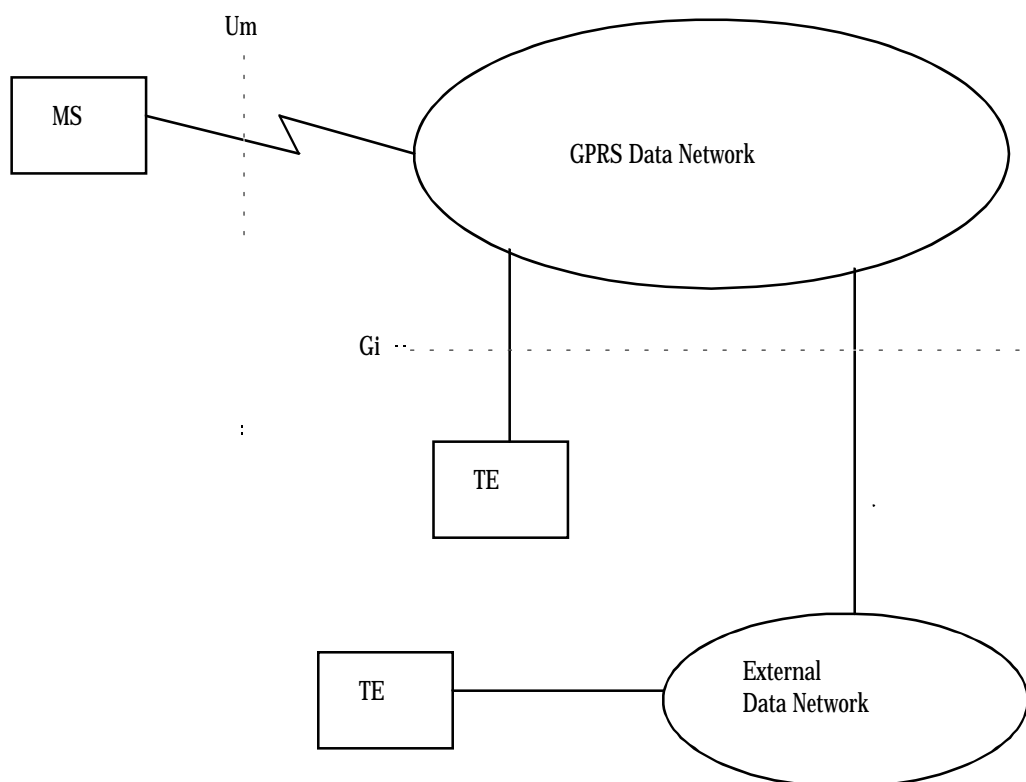 Um
MS
GPRS Data Network
Gi
TE
TE
External
Data Network